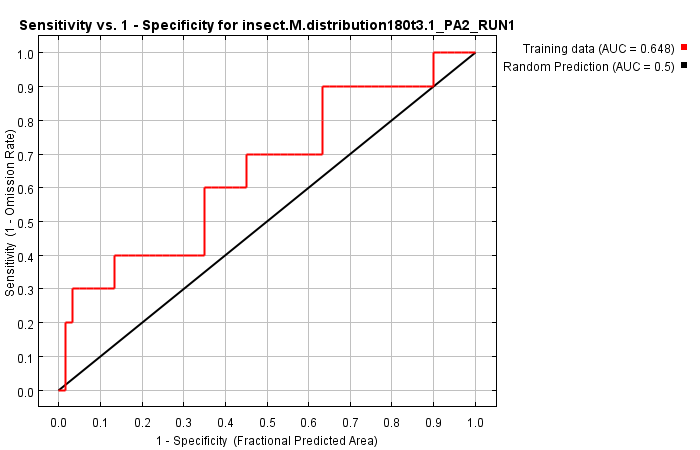 Sensitivity vs. 1 - Specificity for insect.M.distribution180t3.1_PA2_RUN1
Training data (AUC = 0.648)
Random Prediction (AUC = 0.5)
Sensitivity (1 - Omission Rate)
1.0
0.9
0.8
0.7
0.6
0.5
0.4
0.3
0.2
0.1
0.0
0.0 0.1 0.2 0.3 0.4 0.5 0.6 0.7 0.8 0.9 1.0
1 - Specificity (Fractional Predicted Area)